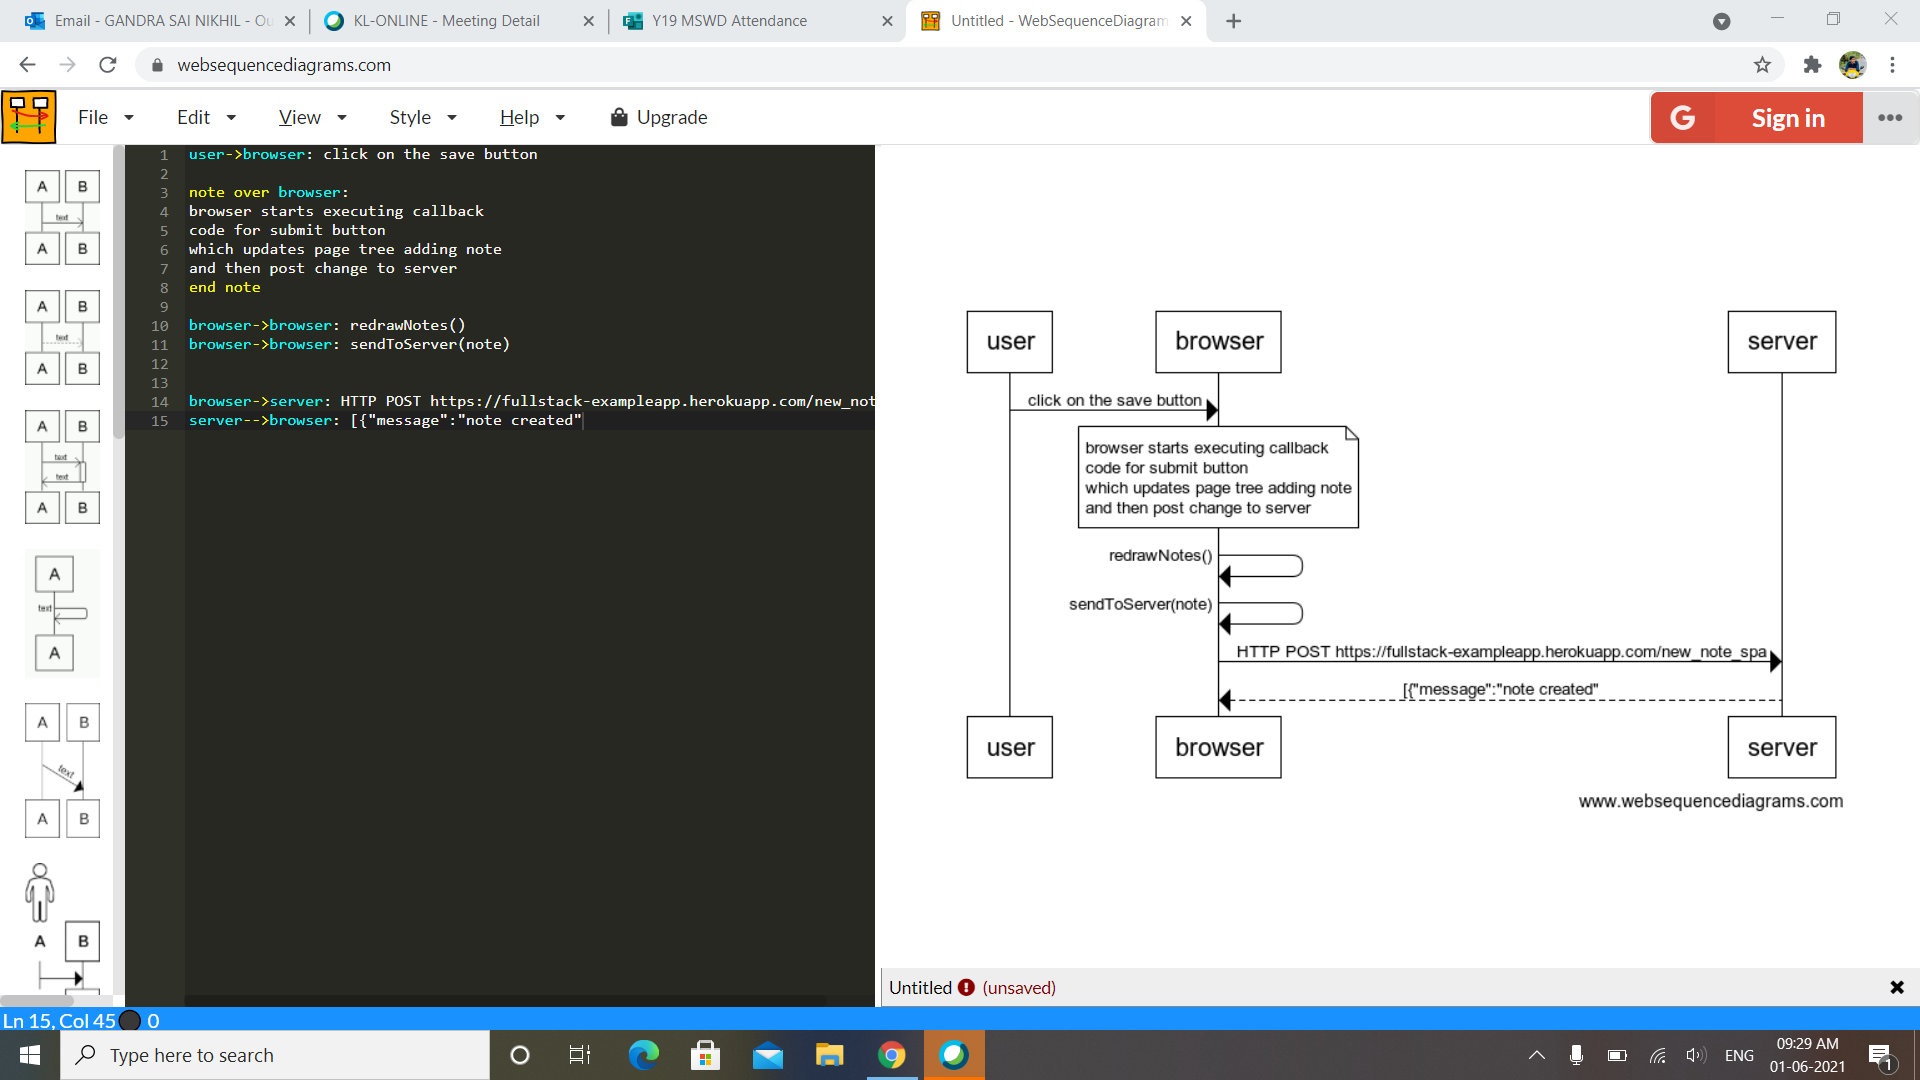 Email - GANDRA SAI NIKHIL - Ou
KL-ONLINE - Meeting Detail
Y19 MSWD Attendance
Untitled - WebSequenceDiagram
websequencediagrams.com
File
Edit
View
Style
Help
Upgrade
G Sign in
1 user->browser: click on the save button
2
3 note over browser:
4 browser starts executing callback
5 code for submit button
6 which updates page tree adding note
7 and then post change to server
8 end note
9
10 browser->browser: redrawNotes()
11 browser->browser: sendToServer(note)
12
13
14 browser->server: HTTP POST https://fullstack-exampleapp.herokuapp.com/new_not
15 server-->browser: [{"message":"note created"
A B
text
A B
A B
text
A B
A B
text
text
A B
A
text
A
A B
text
A B
A B
user browser server
click on the save button
browser starts executing callback
code for submit button
which updates page tree adding note
and then post change to server
redrawNotes()
sendToServer(note)
HTTP POST https://fullstack-exampleapp.herokuapp.com/new_note_spa
[{"message":"note created"
user browser server
www.websequencediagrams.com
Untitled ! (unsaved)
Ln 15, Col 45 0
Type here to search
ENG
09:29 AM
01-06-2021
1